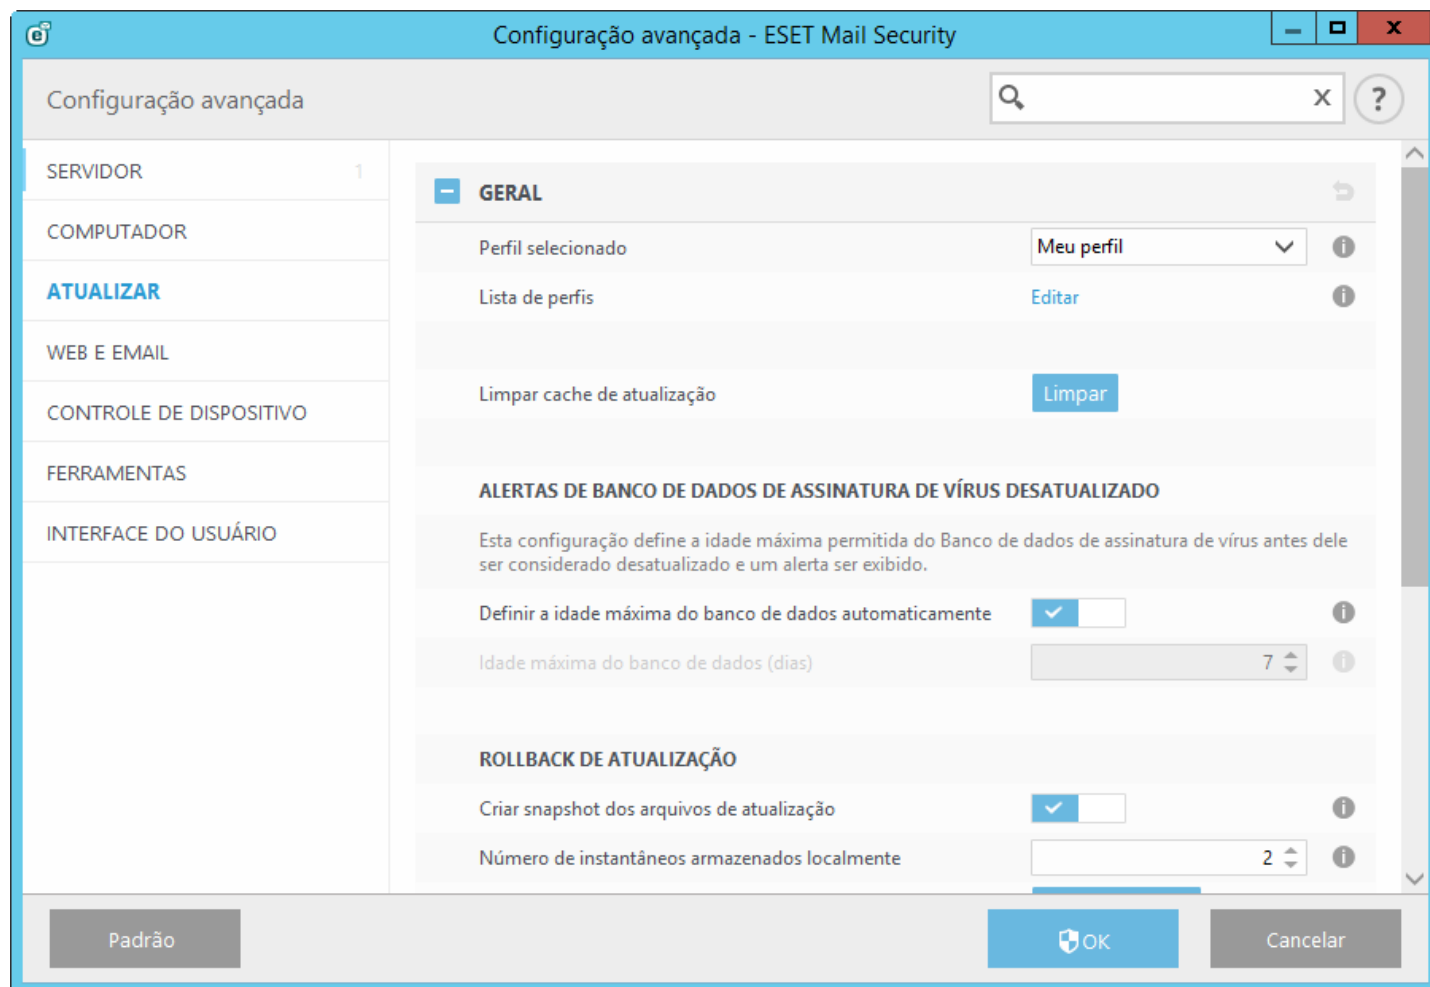 Configuração avançada - ESET Mail Security
Configuração avançada
?
SERVIDOR 1
COMPUTADOR
ATUALIZAR
WEB E EMAIL
CONTROLE DE DISPOSITIVO
FERRAMENTAS
INTERFACE DO USUÁRIO
GERAL
Perfil selecionado Meu perfil
Lista de perfis Editar
Limpar cache de atualização Limpar
ALERTAS DE BANCO DE DADOS DE ASSINATURA DE VÍRUS DESATUALIZADO
Esta configuração define a idade máxima permitida do Banco de dados de assinatura de vírus antes dele
ser considerado desatualizado e um alerta ser exibido.
Definir a idade máxima do banco de dados automaticamente
Idade máxima do banco de dados (dias) 7
ROLLBACK DE ATUALIZAÇÃO
Criar snapshot dos arquivos de atualização
Número de instantâneos armazenados localmente 2
Padrão OK Cancelar